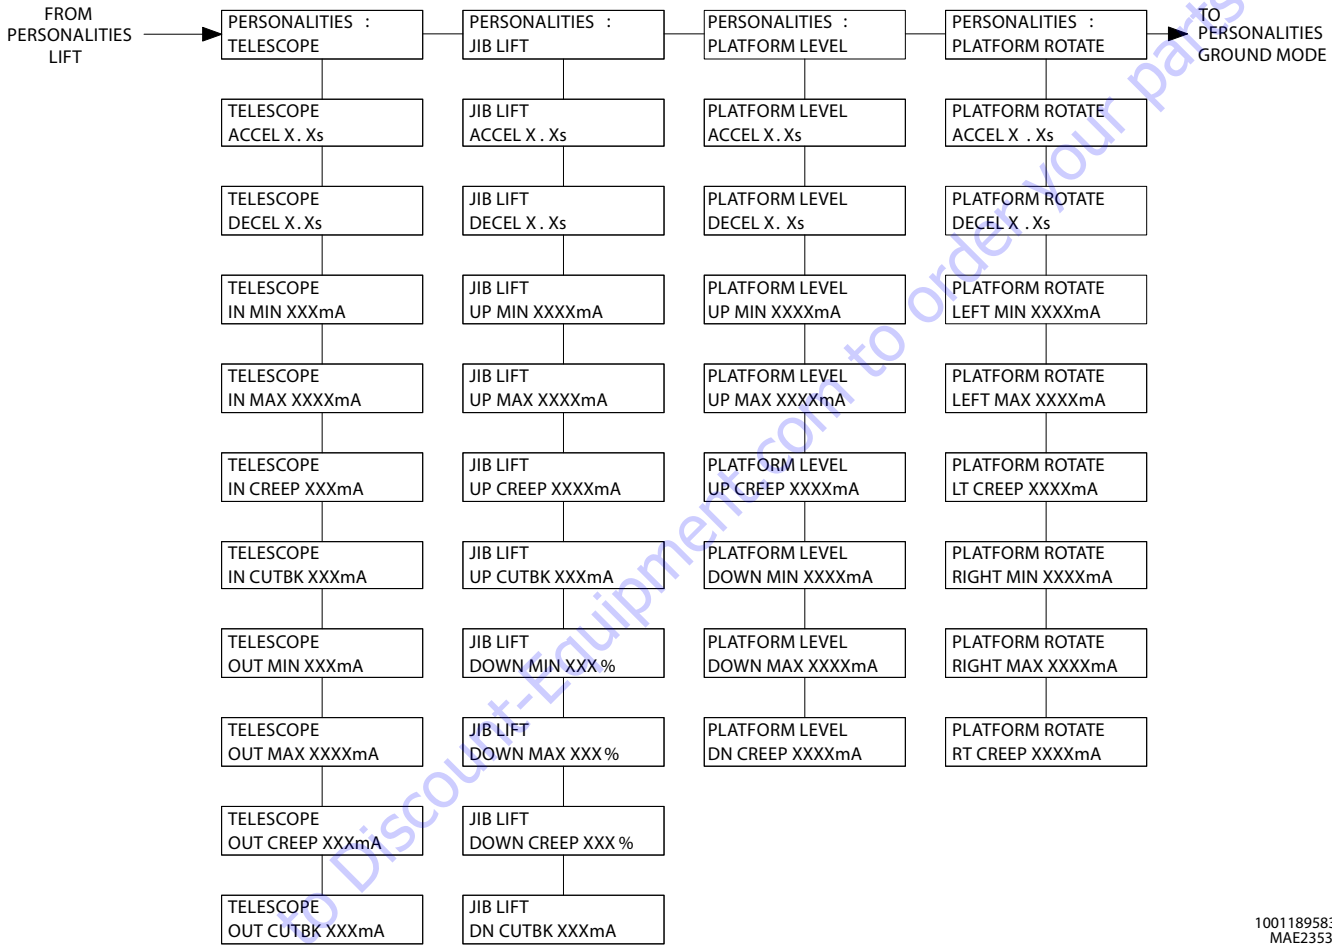 FROM
PERSONALITIES
LIFT
PERSONALITIES :
TELESCOPE
TELESCOPE
ACCEL X . Xs
TELESCOPE
DECEL X . Xs
TELESCOPE
IN MIN XXXmA
TELESCOPE
IN MAX XXXXmA
TELESCOPE
IN CREEP XXXmA
TELESCOPE
IN CUTBK XXXmA
TELESCOPE
OUT MIN XXXmA
TELESCOPE
OUT MAX XXXXmA
TELESCOPE
OUT CREEP XXXmA
TELESCOPE
OUT CUTBK XXXmA
PERSONALITIES :
JIB LIFT
JIB LIFT
ACCEL X . Xs
JIB LIFT
DECEL X . Xs
JIB LIFT
UP MIN XXXXmA
JIB LIFT
UP MAX XXXXmA
JIB LIFT
UP CREEP XXXXmA
JIB LIFT
UP CUTBK XXXmA
JIB LIFT
DOWN MIN XXX %
JIB LIFT
DOWN MAX XXX %
JIB LIFT
DOWN CREEP XXX %
JIB LIFT
DN CUTBK XXXmA
PERSONALITIES :
PLATFORM LEVEL
PLATFORM LEVEL
ACCEL X . Xs
PLATFORM LEVEL
DECEL X . Xs
PLATFORM LEVEL
UP MIN XXXXmA
PLATFORM LEVEL
UP MAX XXXXmA
PLATFORM LEVEL
UP CREEP XXXXmA
PLATFORM LEVEL
DOWN MIN XXXXmA
PLATFORM LEVEL
DOWN MAX XXXXmA
PLATFORM LEVEL
DN CREEP XXXXmA
PERSONALITIES :
PLATFORM ROTATE
PLATFORM ROTATE
ACCEL X . Xs
PLATFORM ROTATE
DECEL X . Xs
PLATFORM ROTATE
LEFT MIN XXXXmA
PLATFORM ROTATE
LEFT MAX XXXXmA
PLATFORM ROTATE
LT CREEP XXXXmA
PLATFORM ROTATE
RIGHT MIN XXXXmA
PLATFORM ROTATE
RIGHT MAX XXXXmA
PLATFORM ROTATE
RT CREEP XXXXmA
TO
PERSONALITIES
GROUND MODE
to Discount-Equipment.com to order your parts
1001189583
MAE2353